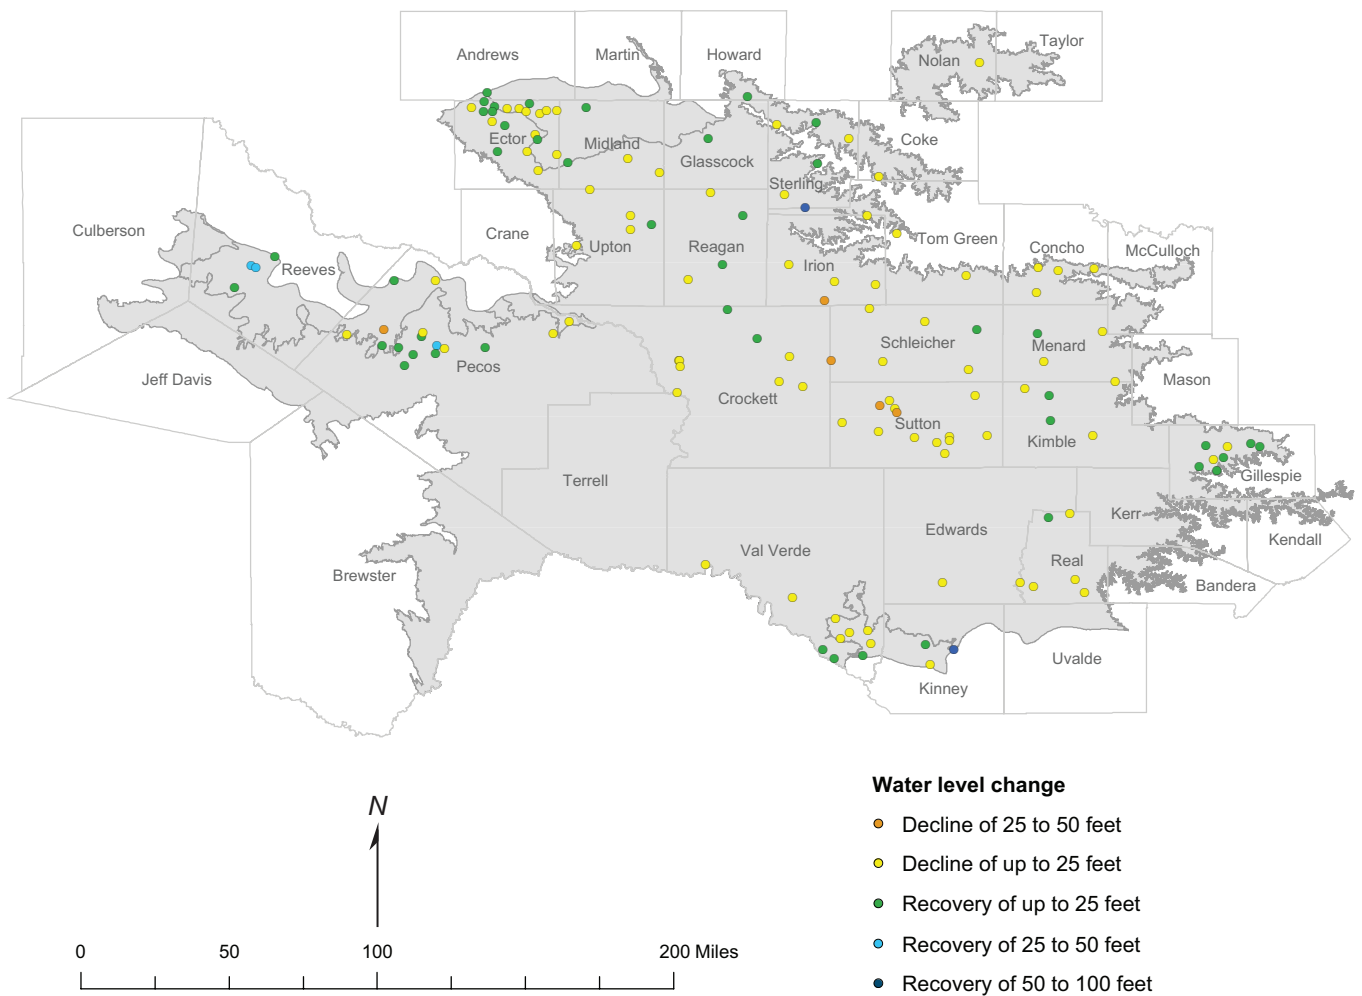 Andrews
Martin
Howard
Nolan
Taylor
Ector
Midland
Glasscock
Coke
Sterling
Culberson
Reeves
Crane
Upton
Reagan
Irion
Tom Green
Concho
McCulloch
Jeff Davis
Pecos
Crockett
Schleicher
Menard
Mason
Sutton
Kimble
Gillespie
Terrell
Val Verde
Edwards
Kerr
Kendall
Brewster
Real
Bandera
Uvalde
Kinney
N
0 50 100 200 Miles
Water level change
Decline of 25 to 50 feet
Decline of up to 25 feet
Recovery of up to 25 feet
Recovery of 25 to 50 feet
Recovery of 50 to 100 feet